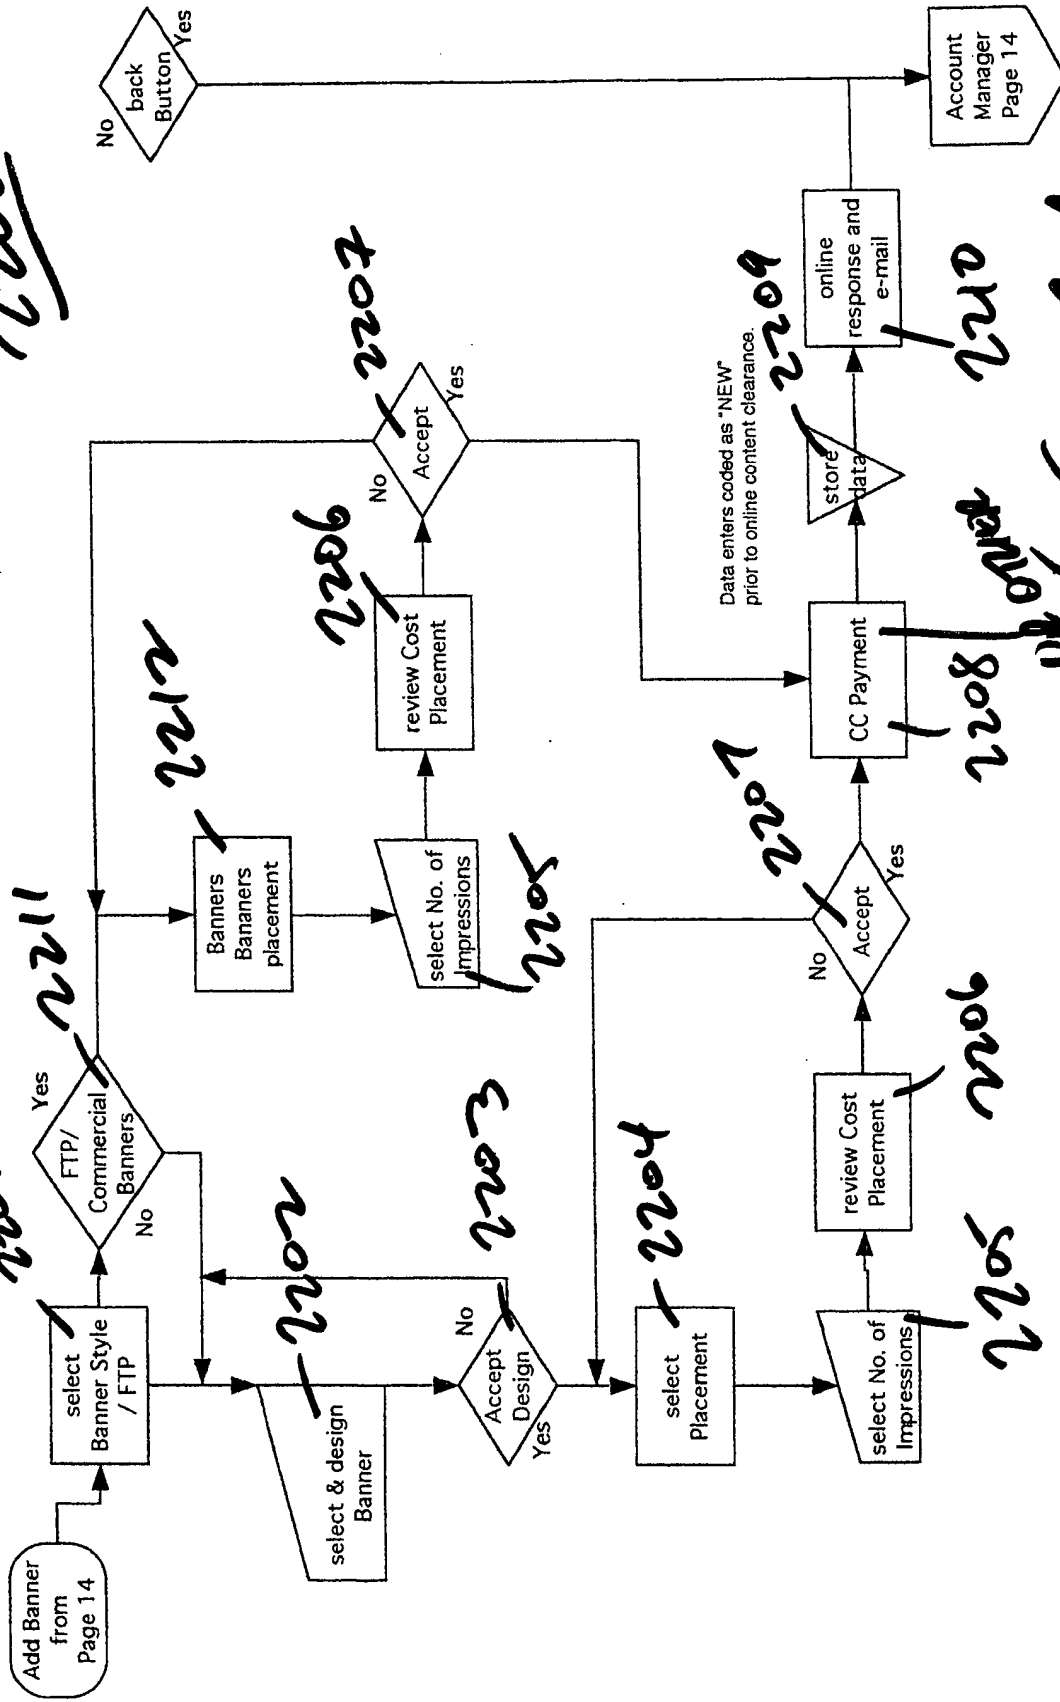 Add Banner
from
Page 14
select
Banner Style
/ FTP
FTP/
Commercial
Banners
Yes
No
2211
select & design
Banner
2202
Accept
Design
No
Yes
2203
select
Placement
2204
select No. of
Impressions
2205
review Cost
Placement
2206
Accept
No
Yes
2207
CC Payment
2208
Data enters coded as "NEW"
prior to online content clearance.
store
data
2209
online
response and
e-mail
2210
Banners
Bananers
placement
2212
select No. of
Impressions
2205
review Cost
Placement
2206
Accept
No
Yes
2207
back
Button
No
Yes
Account
Manager
Page 14